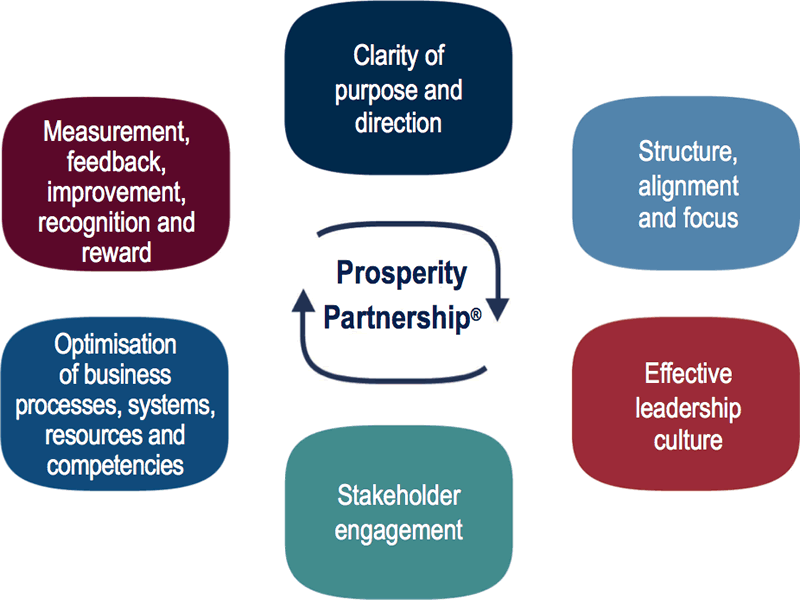 Clarity of
purpose and
direction
Structure,
alignment
and focus
Effective
leadership
culture
Stakeholder
engagement
Optimisation
of business
processes, systems,
resources and
competencies
Measurement,
feedback,
improvement,
recognition and
reward
Prosperity
Partnership®